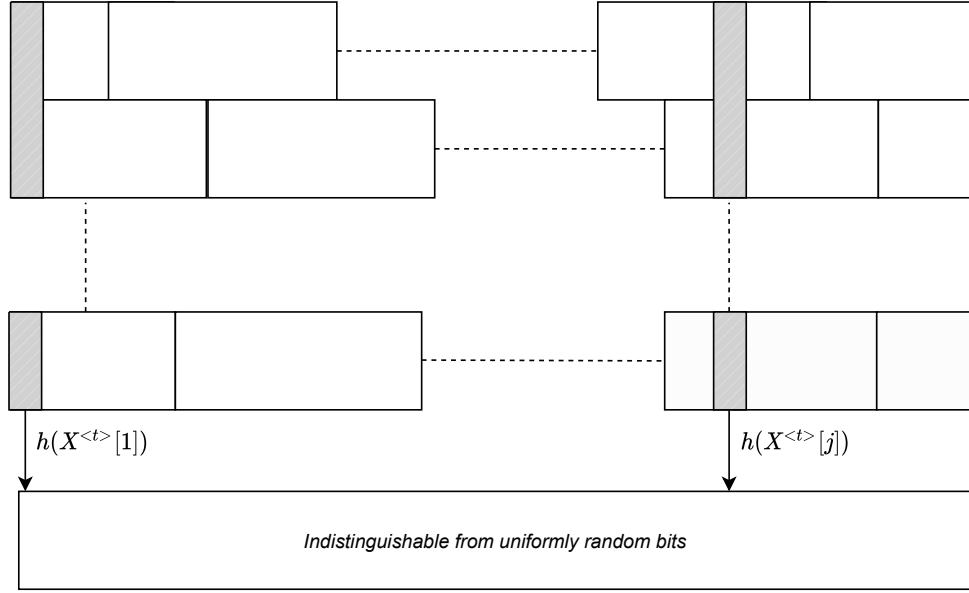 h(X^{<t>}[1])
h(X^{<t>}[j])
Indistinguishable from uniformly random bits